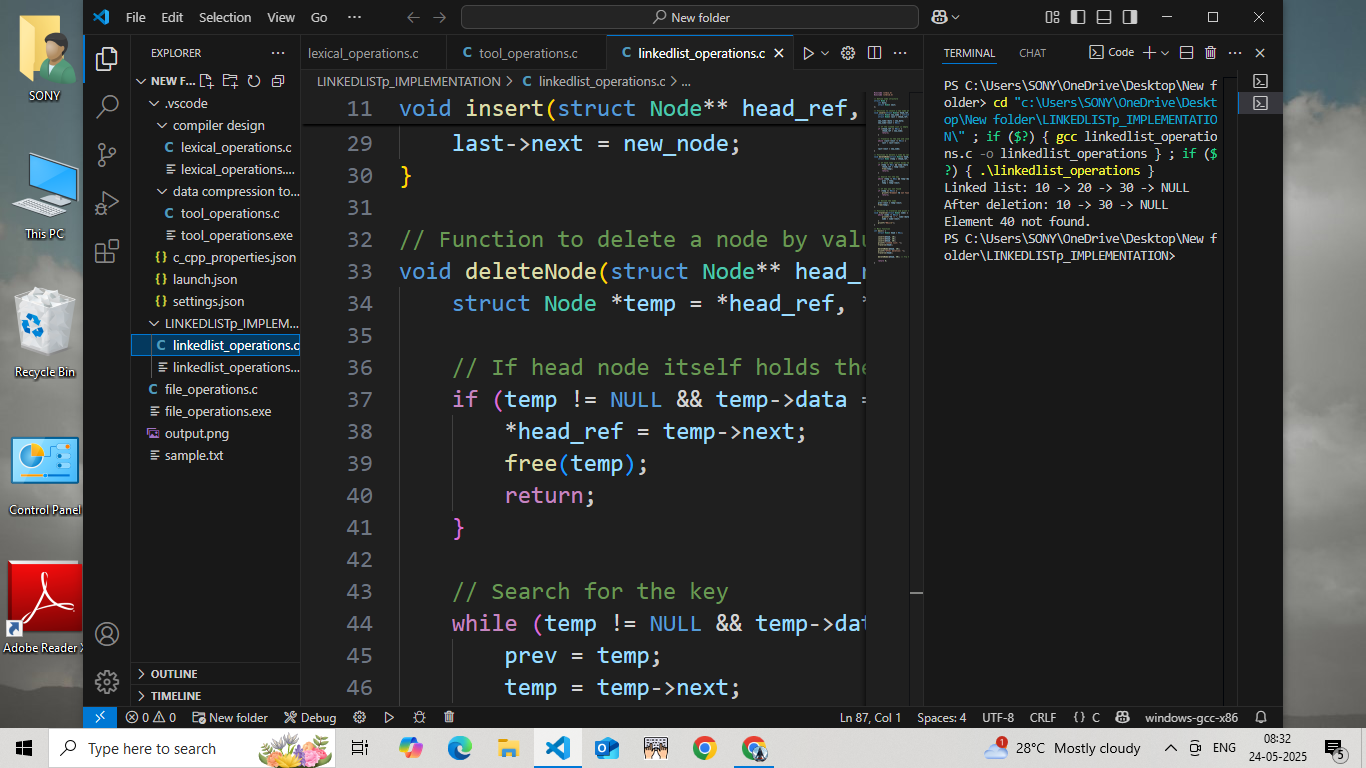 File Edit Selection View Go ··· New folder
SONY
This PC
Recycle Bin
Control Panel
Adobe Reader X
EXPLORER ···
NEW F...
.vscode
compiler design
C lexical_operations.c
lexical_operations....
data compression to...
C tool_operations.c
tool_operations.exe
{} c_cpp_properties.json
{} launch.json
{} settings.json
LINKEDLISTp_IMPLEM...
C linkedlist_operations.c
linkedlist_operations...
C file_operations.c
file_operations.exe
output.png
sample.txt
OUTLINE
TIMELINE
lexical_operations.c C tool_operations.c C linkedlist_operations.c
LINKEDLISTp_IMPLEMENTATION > C linkedlist_operations.c > ...
11 void insert(struct Node** head_ref,
29 last->next = new_node;
30 }
31
32 // Function to delete a node by valu
33 void deleteNode(struct Node** head_r
34 struct Node *temp = *head_ref, *
35
36 // If head node itself holds the
37 if (temp != NULL && temp->data =
38 *head_ref = temp->next;
39 free(temp);
40 return;
41 }
42
43 // Search for the key
44 while (temp != NULL && temp->dat
45 prev = temp;
46 temp = temp->next;
TERMINAL CHAT Code
PS C:\Users\SONY\OneDrive\Desktop\New f
older> cd "c:\Users\SONY\OneDrive\Deskt
op\New folder\LINKEDLISTp_IMPLEMENTATIO
N\" ; if ($?) { gcc linkedlist_operatio
ns.c -o linkedlist_operations } ; if ($
?) { .\linkedlist_operations }
Linked list: 10 -> 20 -> 30 -> NULL
After deletion: 10 -> 30 -> NULL
Element 40 not found.
PS C:\Users\SONY\OneDrive\Desktop\New f
older\LINKEDLISTp_IMPLEMENTATION>
0 0 New folder Debug Ln 87, Col 1 Spaces: 4 UTF-8 CRLF {} C windows-gcc-x86
Type here to search 1 28°C Mostly cloudy ENG 08:32
24-05-2025 5